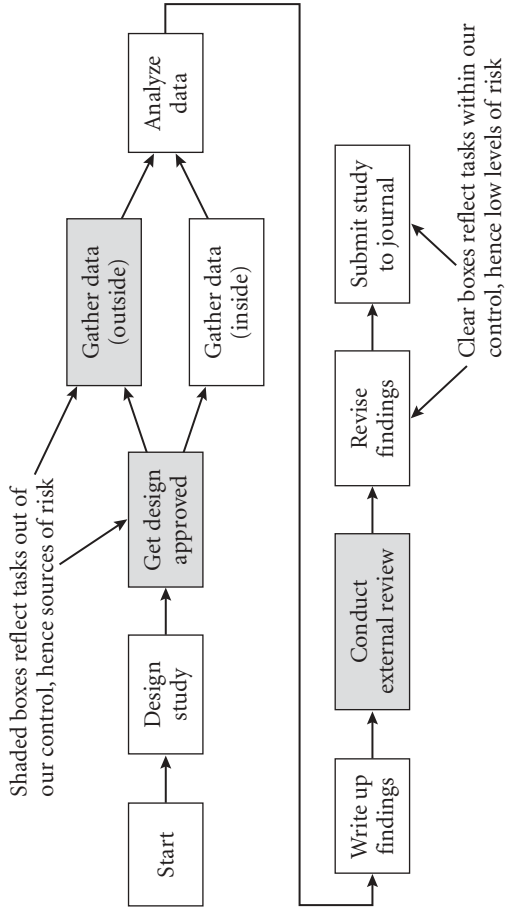 Shaded boxes reflect tasks out of
our control, hence sources of risk
Start
Design
study
Get design
approved
Gather data
(outside)
Gather data
(inside)
Analyze
data
Write up
findings
Conduct
external review
Revise
findings
Submit study
to journal
Clear boxes reflect tasks within our
control, hence low levels of risk